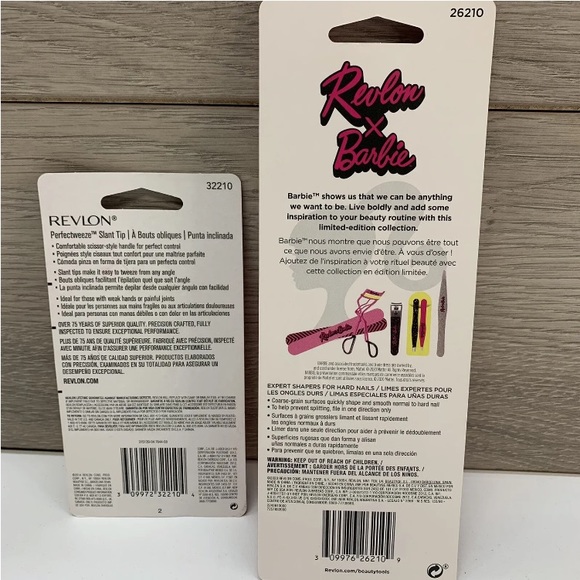 32210
REVLON®
Perfectweeze™ Slant Tip | À Bouts obliques | Punta inclinada
• Comfortable scissor-style handle for perfect control
• Poignées style ciseaux tout confort pour une maîtrise parfaite
• Cómoda pinza en forma de tijera para un perfecto control
• Slant tips make it easy to tweeze from any angle
• Bouts obliques facilitant l'épilation quel que soit l'angle
• La punta inclinada permite depilar desde cualquier ángulo con facilidad
• Ideal for those with weak hands or painful joints
• Idéale pour les personnes aux mains fragiles ou aux articulations douloureuses
• Ideal para personas con manos débiles o con dolor en las articulaciones
OVER 75 YEARS OF SUPERIOR QUALITY. PRECISION CRAFTED, FULLY
INSPECTED TO ENSURE EXCEPTIONAL PERFORMANCE.
PLUS DE 75 ANS DE QUALITÉ SUPÉRIEURE. FABRIQUÉ AVEC PRÉCISION, INSPECTÉ
AVEC MINUTIE AFIN D'ASSURER UNE PERFORMANCE EXCEPTIONNELLE.
MÁS DE 75 AÑOS DE CALIDAD SUPERIOR. PRODUCTOS ELABORADOS
CON PRECISIÓN, EXAMINADOS EN SU TOTALIDAD PARA ASEGURAR UN
DESEMPEÑO EXCEPCIONAL.
REVLON.COM
3 09972 32210 4
2
26210
Revlon
X
Barbie
Barbie™ shows us that we can be anything
we want to be. Live boldly and add some
inspiration to your beauty routine with this
limited-edition collection.
Barbie™ nous montre que nous pouvons être tout
ce que nous avons envie d'être. À vous d'oser !
Ajoutez de l'inspiration à votre rituel beauté avec
cette collection en édition limitée.
EXPERT SHAPERS FOR HARD NAILS / LIMES EXPERTES POUR
LES ONGLES DURS / LIMAS ESPECIALES PARA UÑAS DURAS
• Coarse-grain surfaces quickly shape and smooth normal to hard nail
• To help prevent splitting, file in one direction only
• Surfaces à grains grossiers limant et lissant rapidement
les ongles normaux à durs
• Limer dans une seule direction pour aider à prévenir le dédoublement
• Superficies rugosas que dan forma y alisan
uñas normales a duras rápidamente
• Para prevenir que se quiebren, límelas en una sola dirección.
WARNING: KEEP OUT OF REACH OF CHILDREN. /
AVERTISSEMENT : GARDER HORS DE LA PORTÉE DES ENFANTS. /
PRECAUCIÓN: MANTENER FUERA DEL ALCANCE DE LOS NIÑOS.
3 09976 26210 9
Revlon.com/beautytools